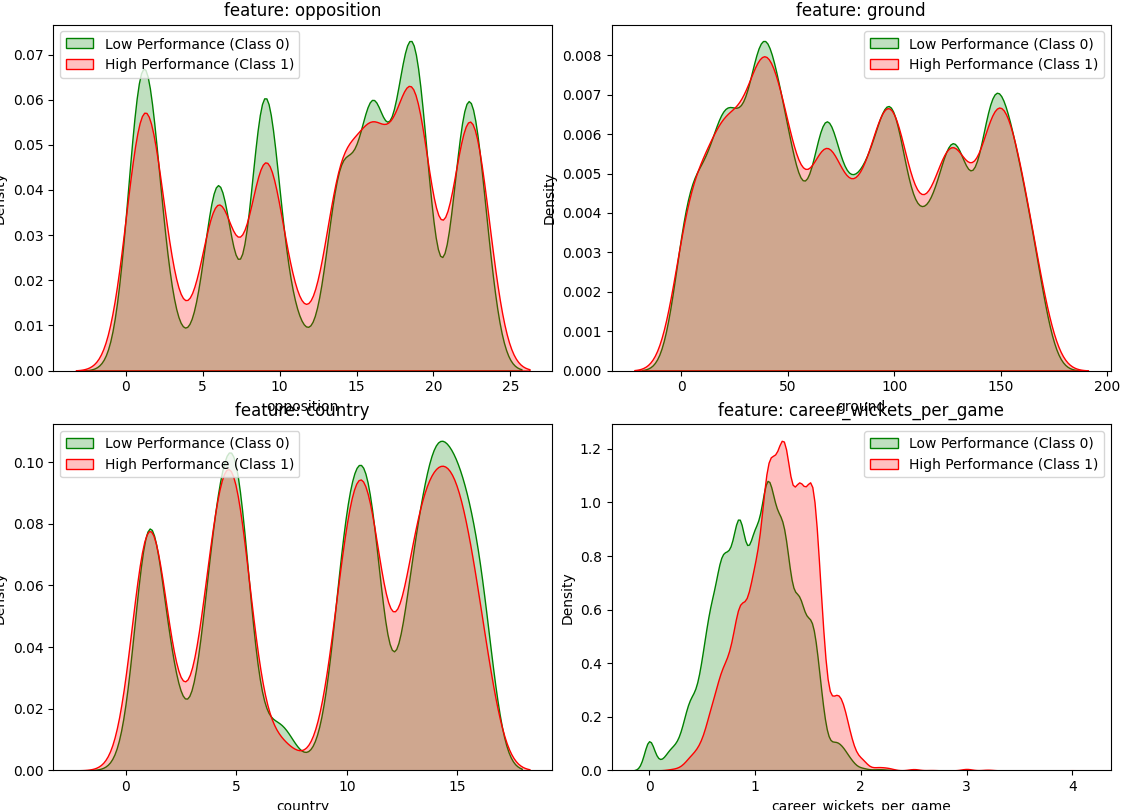 feature: opposition
Low Performance (Class 0)
High Performance (Class 1)
0.07
0.06
0.05
0.04
0.03
0.02
0.01
0.00
Density
0 5 10 15 20 25
opposition
feature: ground
Low Performance (Class 0)
High Performance (Class 1)
0.008
0.007
0.006
0.005
0.004
0.003
0.002
0.001
0.000
Density
0 50 100 150 200
ground
feature: country
Low Performance (Class 0)
High Performance (Class 1)
0.10
0.08
0.06
0.04
0.02
0.00
Density
0 5 10 15
country
feature: career_wickets_per_game
Low Performance (Class 0)
High Performance (Class 1)
1.2
1.0
0.8
0.6
0.4
0.2
0.0
Density
0 1 2 3 4
career_wickets_per_game